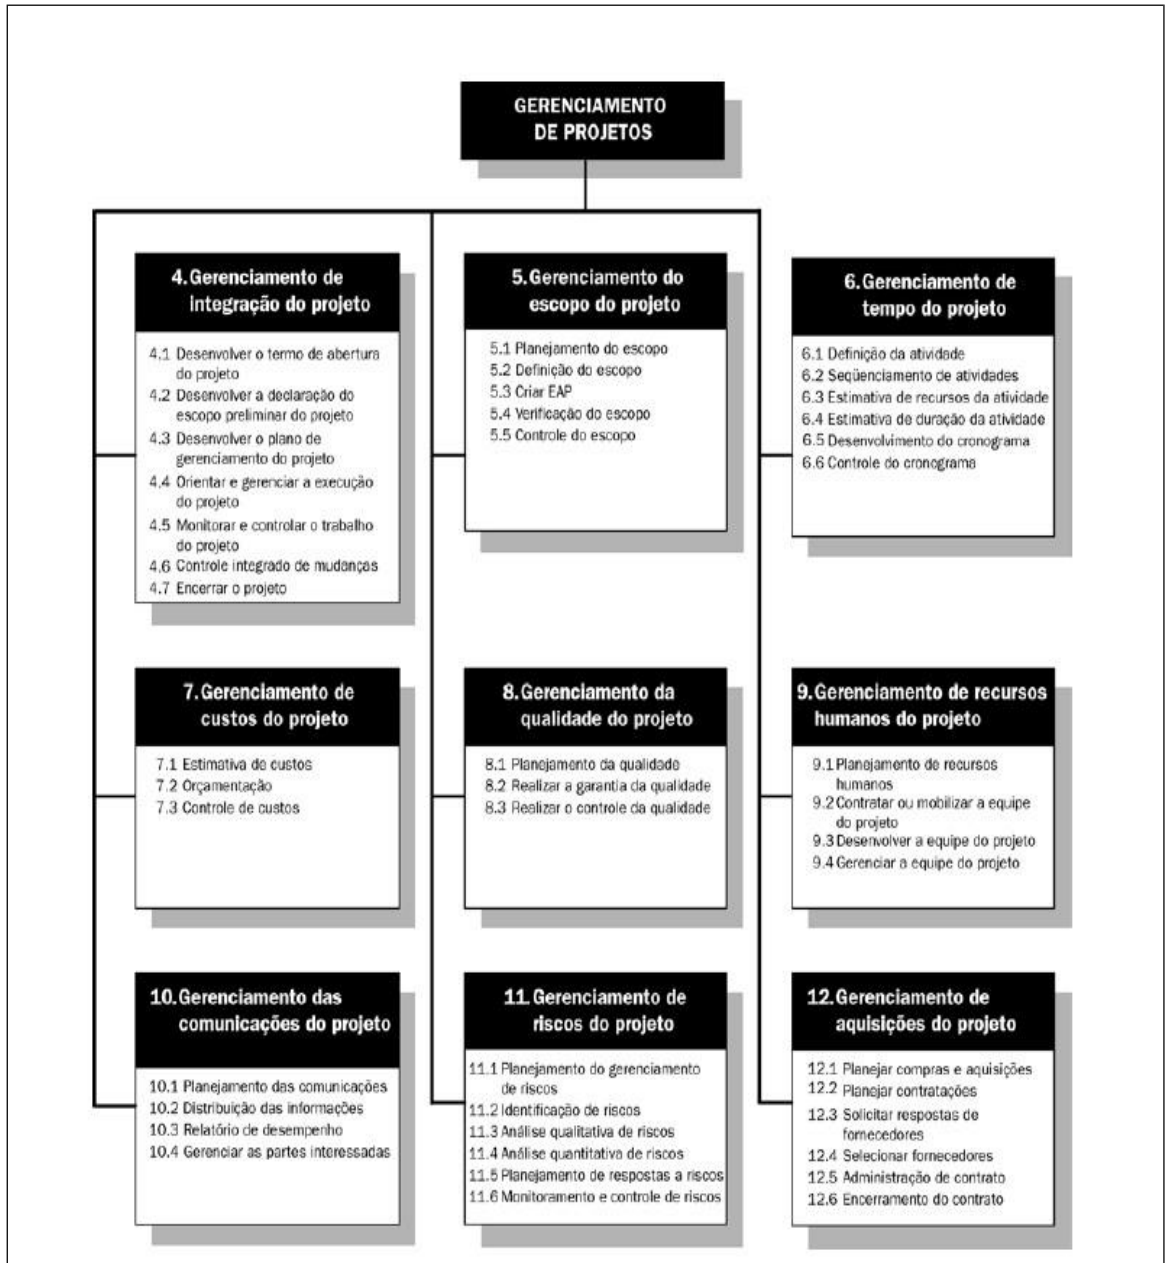 GERENCIAMENTO
DE PROJETOS
4.Gerenciamento de
integração do projeto
4.1 Desenvolver o termo de abertura
do projeto
4.2 Desenvolver a declaração do
escopo preliminar do projeto
4.3 Desenvolver o plano de
gerenciamento do projeto
4.4 Orientar e gerenciar a execução
do projeto
4.5 Monitorar e controlar o trabalho
do projeto
4.6 Controle integrado de mudanças
4.7 Encerrar o projeto
5.Gerenciamento do
escopo do projeto
5.1 Planejamento do escopo
5.2 Definição do escopo
5.3 Criar EAP
5.4 Verificação do escopo
5.5 Controle do escopo
6.Gerenciamento de
tempo do projeto
6.1 Definição da atividade
6.2 Seqüenciamento de atividades
6.3 Estimativa de recursos da atividade
6.4 Estimativa de duração da atividade
6.5 Desenvolvimento do cronograma
6.6 Controle do cronograma
7.Gerenciamento de
custos do projeto
7.1 Estimativa de custos
7.2 Orçamentação
7.3 Controle de custos
8.Gerenciamento da
qualidade do projeto
8.1 Planejamento da qualidade
8.2 Realizar a garantia da qualidade
8.3 Realizar o controle da qualidade
9.Gerenciamento de recursos
humanos do projeto
9.1 Planejamento de recursos
humanos
9.2 Contratar ou mobilizar a equipe
do projeto
9.3 Desenvolver a equipe do projeto
9.4 Gerenciar a equipe do projeto
10.Gerenciamento das
comunicações do projeto
10.1 Planejamento das comunicações
10.2 Distribuição das informações
10.3 Relatório de desempenho
10.4 Gerenciar as partes interessadas
11.Gerenciamento de
riscos do projeto
11.1 Planejamento do gerenciamento
de riscos
11.2 Identificação de riscos
11.3 Análise qualitativa de riscos
11.4 Análise quantitativa de riscos
11.5 Planejamento de respostas a riscos
11.6 Monitoramento e controle de riscos
12.Gerenciamento de
aquisições do projeto
12.1 Planejar compras e aquisições
12.2 Planejar contratações
12.3 Solicitar respostas de
fornecedores
12.4 Selecionar fornecedores
12.5 Administração de contrato
12.6 Encerramento do contrato